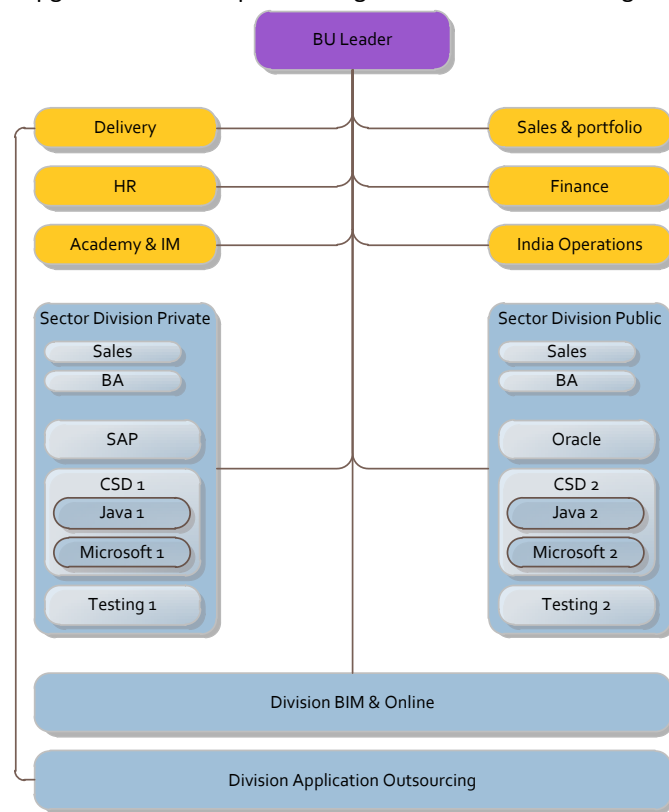 BU Leader
Delivery
Sales & portfolio
HR
Finance
Academy & IM
India Operations
Sector Division Private
Sales
BA
SAP
CSD 1
Java 1
Microsoft 1
Testing 1
Sector Division Public
Sales
BA
Oracle
CSD 2
Java 2
Microsoft 2
Testing 2
Division BIM & Online
Division Application Outsourcing